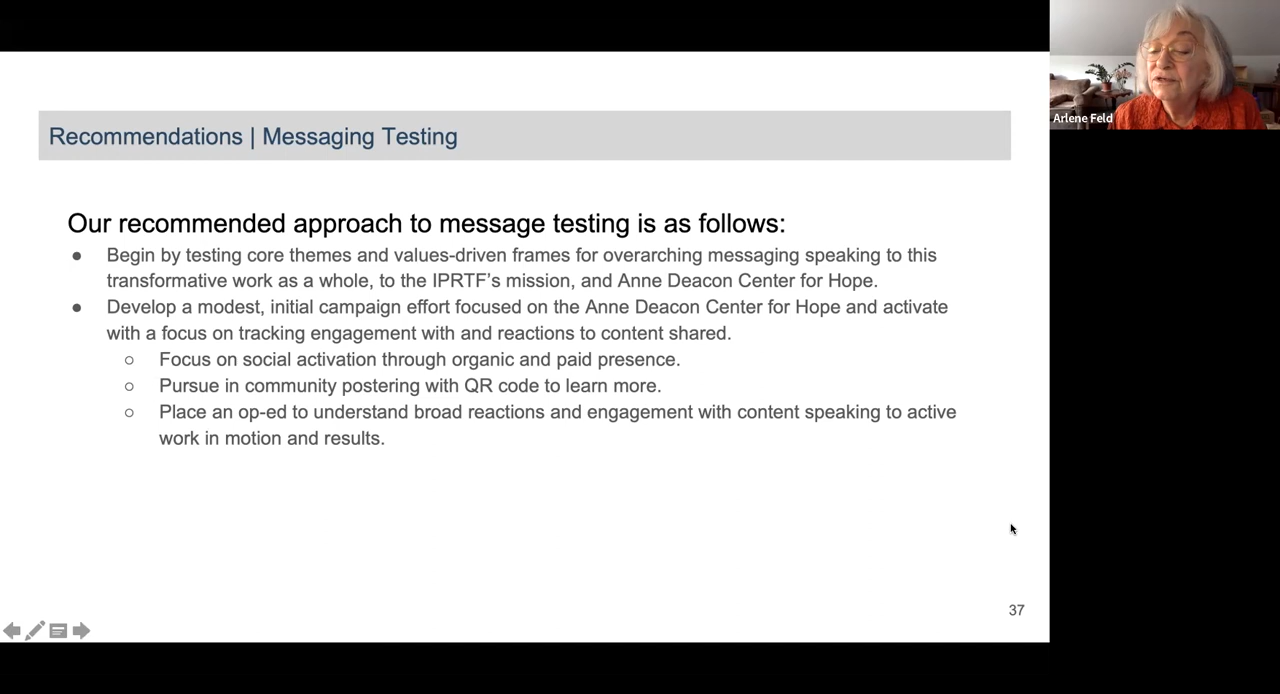 Recommendations | Messaging Testing
Our recommended approach to message testing is as follows:
● Begin by testing core themes and values-driven frames for overarching messaging speaking to this
transformative work as a whole, to the IPRTF's mission, and Anne Deacon Center for Hope.
● Develop a modest, initial campaign effort focused on the Anne Deacon Center for Hope and activate
with a focus on tracking engagement with and reactions to content shared.
○ Focus on social activation through organic and paid presence.
○ Pursue in community postering with QR code to learn more.
○ Place an op-ed to understand broad reactions and engagement with content speaking to active
work in motion and results.
37
Arlene Feld